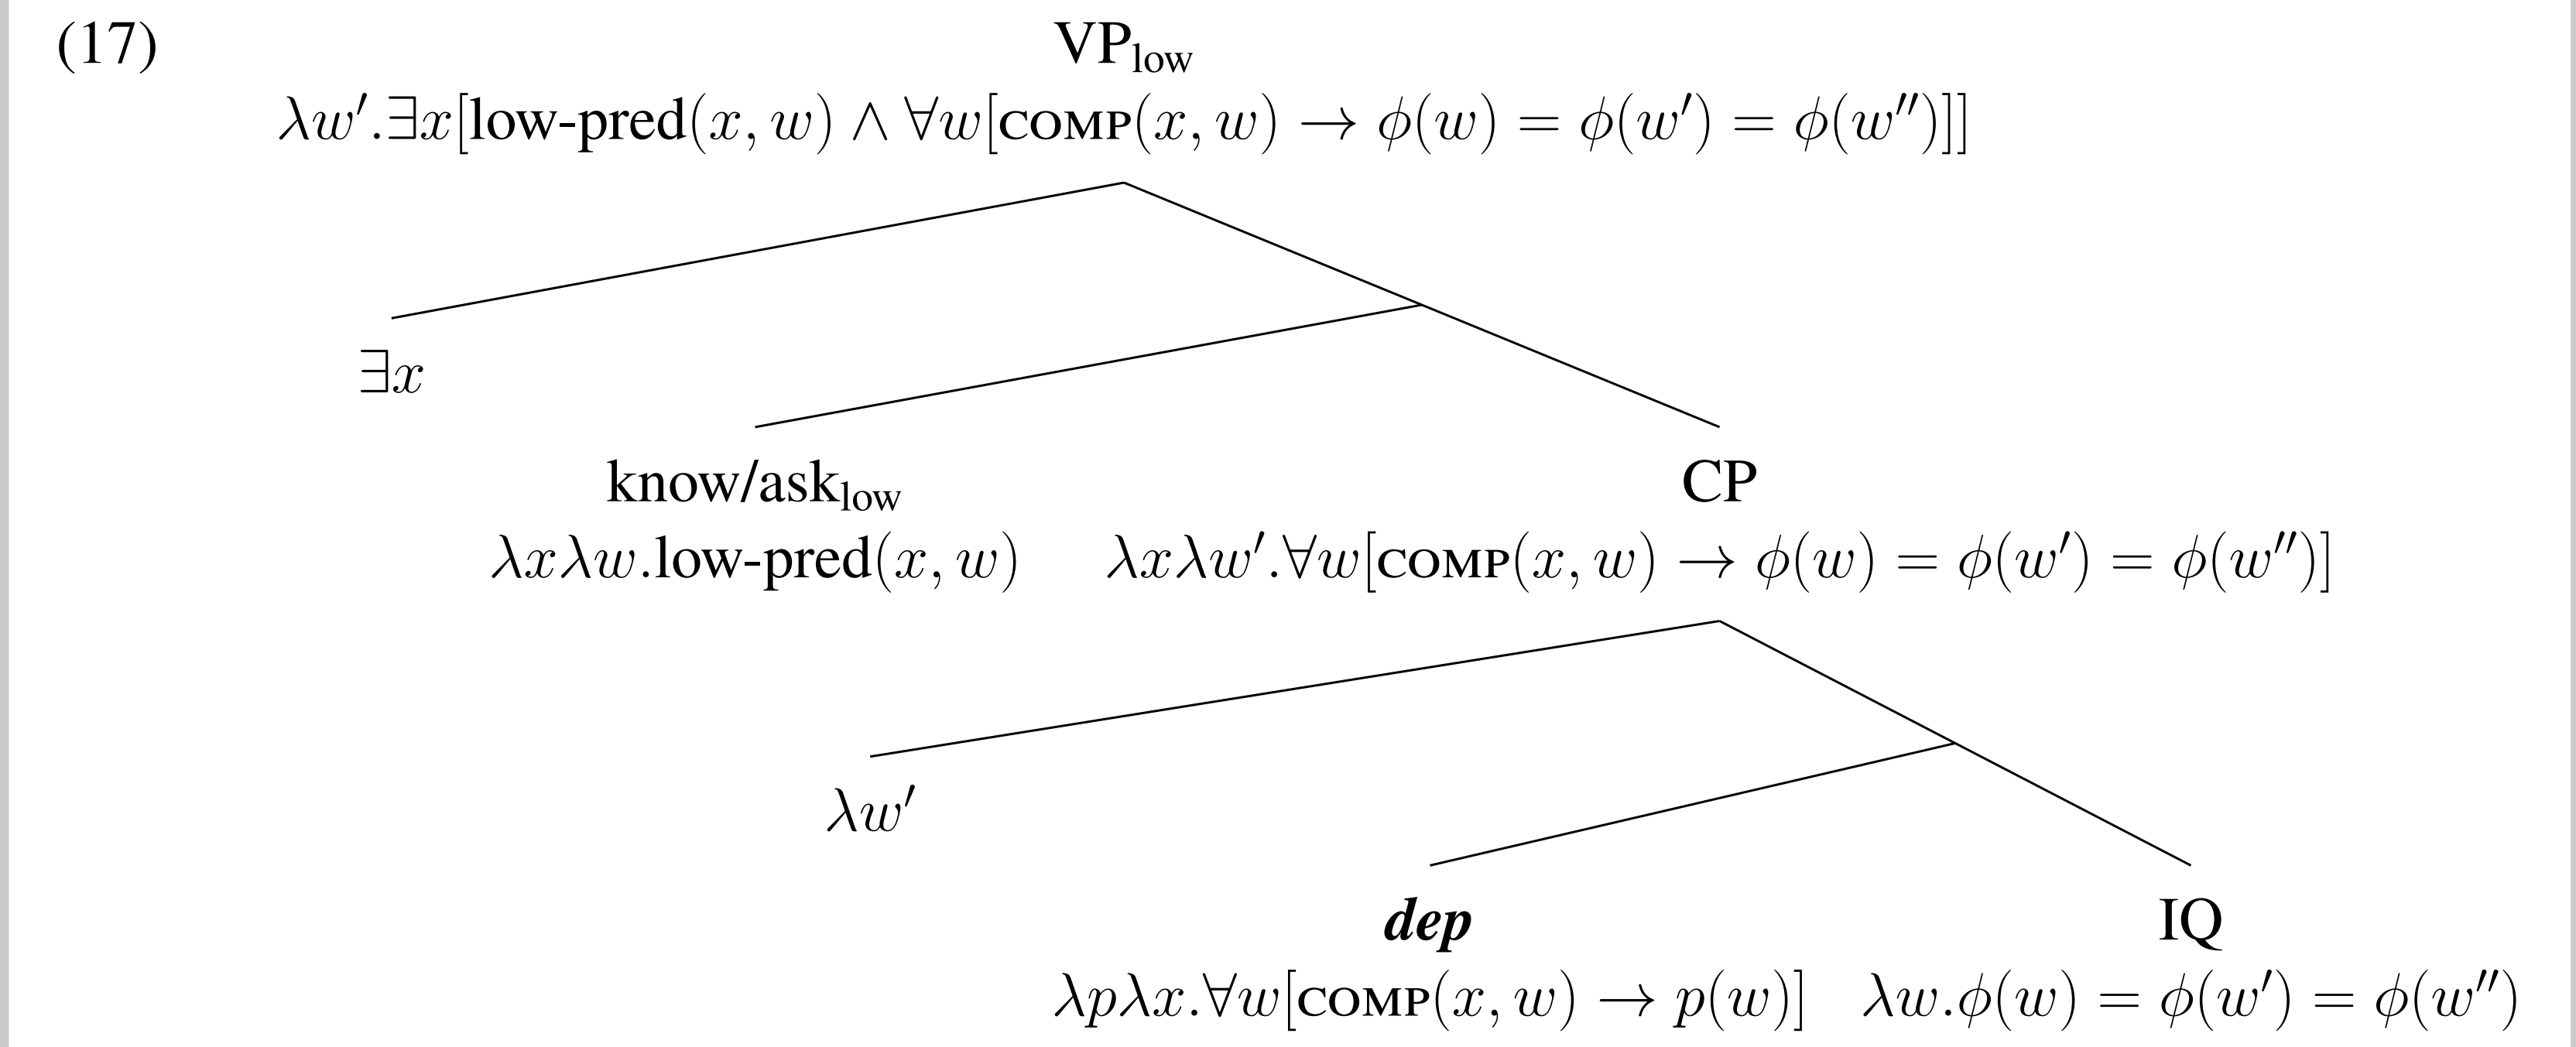 (17) VP_low
λw′.∃x[low-pred(x, w) ∧ ∀w[COMP(x, w) → ϕ(w) = ϕ(w′) = ϕ(w″)]]
∃x
know/ask_low CP
λxλw.low-pred(x, w) λxλw′.∀w[COMP(x, w) → ϕ(w) = ϕ(w′) = ϕ(w″)]
λw′
dep IQ
λpλx.∀w[COMP(x, w) → p(w)] λw.ϕ(w) = ϕ(w′) = ϕ(w″)